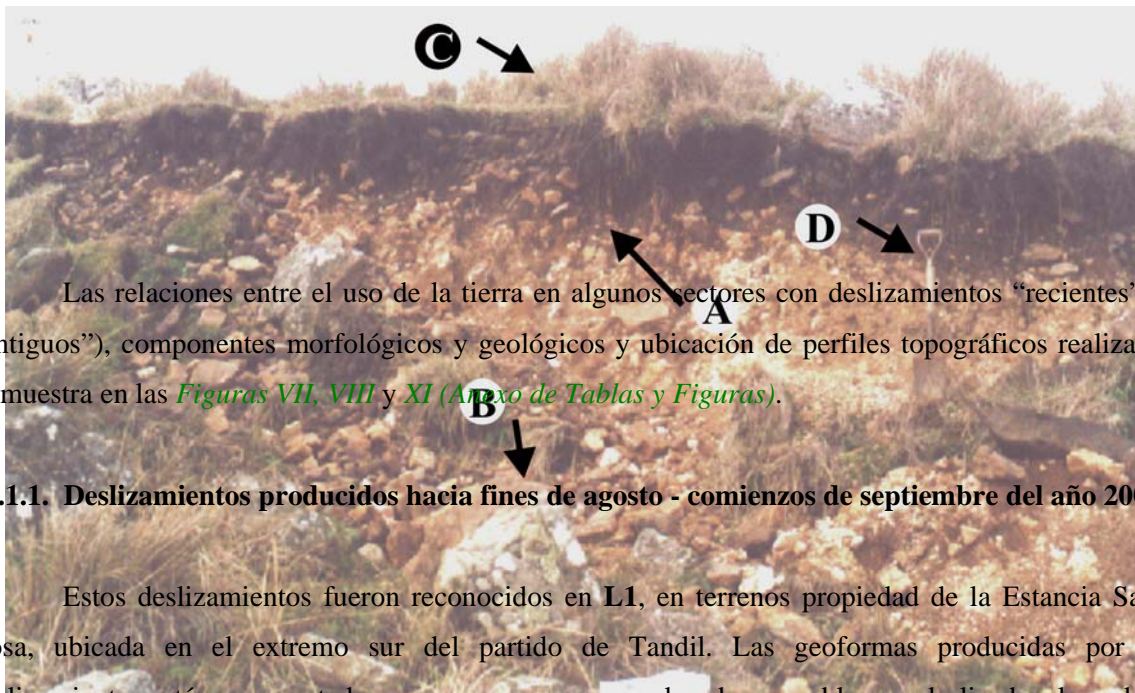 C
D
Las relaciones entre el uso de la tierra en algunos sectores con deslizamientos “recientes”
A
ntiguos”), componentes morfológicos y geológicos y ubicación de perfiles topográficos realiza
muestra en las Figuras VII, VIII y XI (Anexo de Tablas y Figuras).
B
.1.1. Deslizamientos producidos hacia fines de agosto - comienzos de septiembre del año 20
Estos deslizamientos fueron reconocidos en L1, en terrenos propiedad de la Estancia Sa
sa, ubicada en el extremo sur del partido de Tandil. Las geoformas producidas por